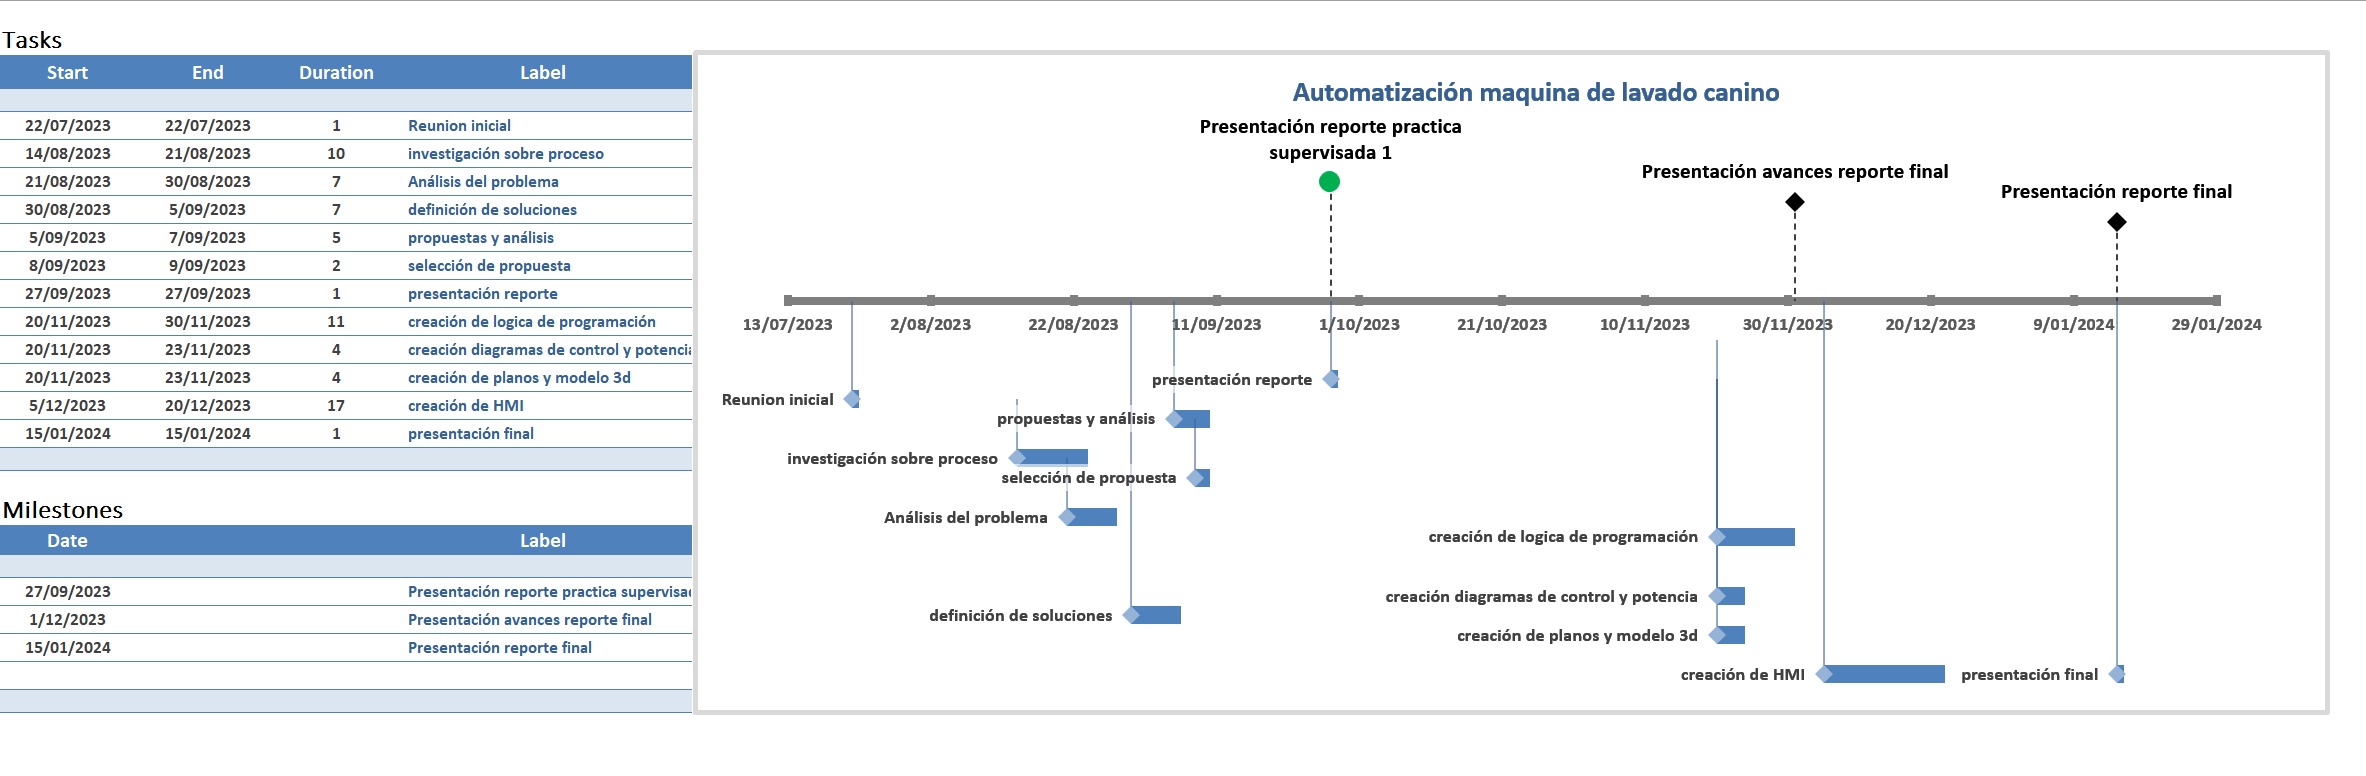 Tasks
Start End Duration Label
22/07/2023 22/07/2023 1 Reunion inicial
14/08/2023 21/08/2023 10 investigación sobre proceso
21/08/2023 30/08/2023 7 Análisis del problema
30/08/2023 5/09/2023 7 definición de soluciones
5/09/2023 7/09/2023 5 propuestas y análisis
8/09/2023 9/09/2023 2 selección de propuesta
27/09/2023 27/09/2023 1 presentación reporte
20/11/2023 30/11/2023 11 creación de logica de programación
20/11/2023 23/11/2023 4 creación diagramas de control y potencia
20/11/2023 23/11/2023 4 creación de planos y modelo 3d
5/12/2023 20/12/2023 17 creación de HMI
15/01/2024 15/01/2024 1 presentación final
Milestones
Date Label
27/09/2023 Presentación reporte practica supervisa
1/12/2023 Presentación avances reporte final
15/01/2024 Presentación reporte final
Automatización maquina de lavado canino
Presentación reporte practica
supervisada 1
Presentación avances reporte final
Presentación reporte final
13/07/2023 2/08/2023 22/08/2023 11/09/2023 1/10/2023 21/10/2023 10/11/2023 30/11/2023 20/12/2023 9/01/2024 29/01/2024
presentación reporte
Reunion inicial
propuestas y análisis
investigación sobre proceso
selección de propuesta
Análisis del problema
creación de logica de programación
creación diagramas de control y potencia
definición de soluciones
creación de planos y modelo 3d
creación de HMI
presentación final